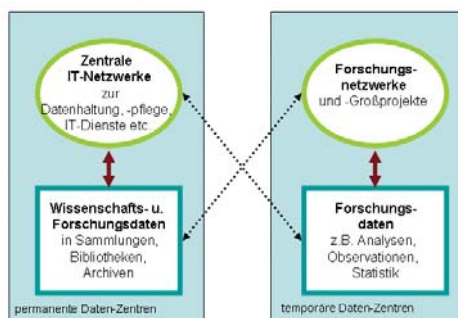 Zentrale
IT-Netzwerke
zur
Datenhaltung, -pflege,
IT-Dienste etc.
Wissenschafts- u.
Forschungsdaten
in Sammlungen,
Bibliotheken,
Archiven
permanente Daten-Zentren
Forschungs-
netzwerke
und -Großprojekte
Forschungs-
daten
z.B. Analysen,
Observationen,
Statistik
temporäre Daten-Zentren